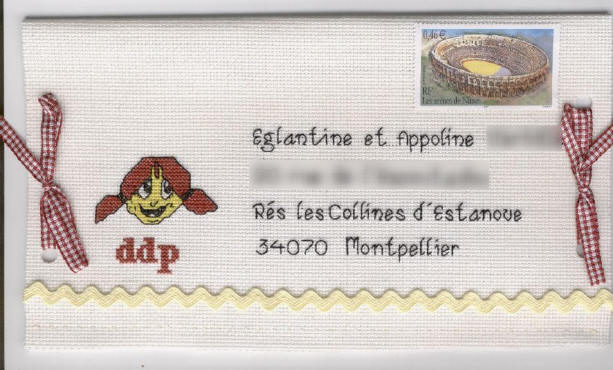 0,46 €
RF
Les arènes de Nîmes
Eglantine et Appoline
Rés les Collines d'Estanove
34070 Montpellier
ddp